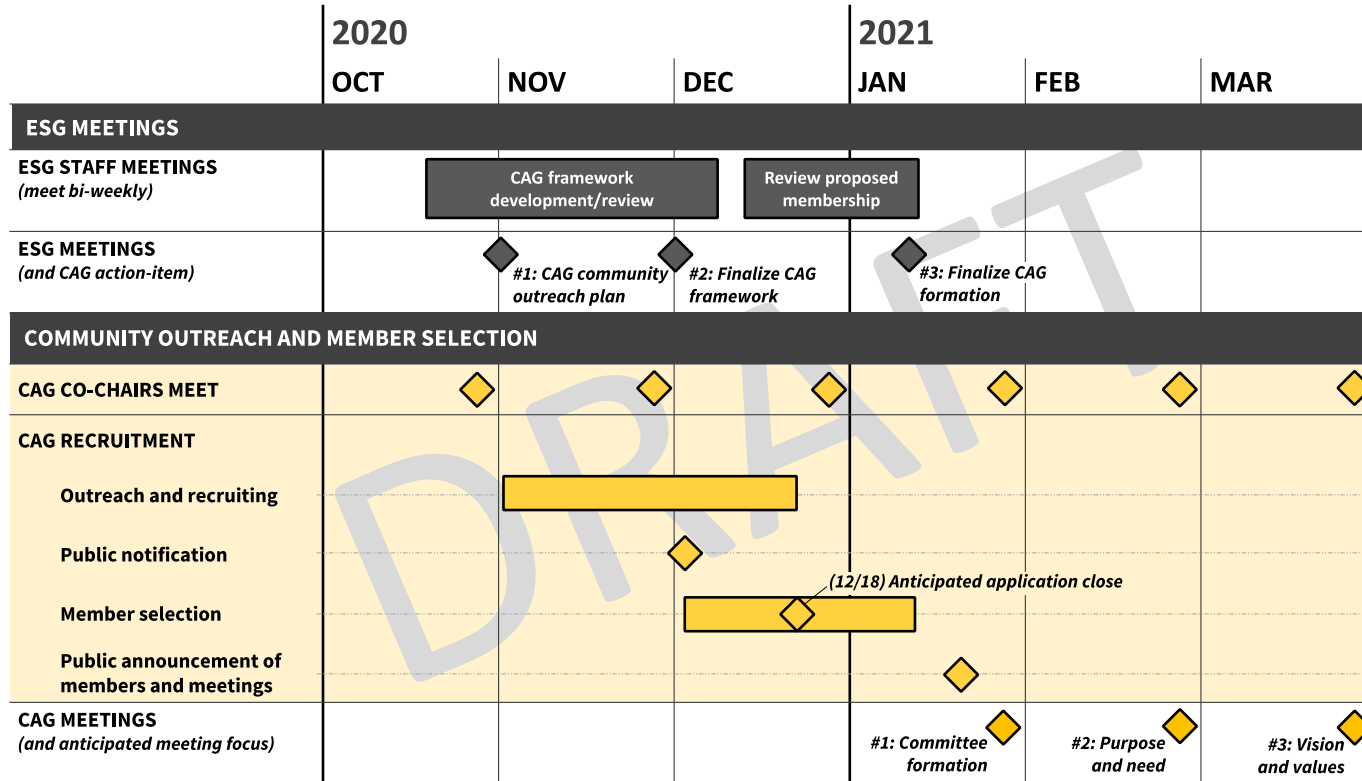 2020
2021
OCT
NOV
DEC
JAN
FEB
MAR
ESG MEETINGS
ESG STAFF MEETINGS
(meet bi-weekly)
CAG framework
development/review
Review proposed
membership
ESG MEETINGS
(and CAG action-item)
#1: CAG community
outreach plan
#2: Finalize CAG
framework
#3: Finalize CAG
formation
COMMUNITY OUTREACH AND MEMBER SELECTION
CAG CO-CHAIRS MEET
CAG RECRUITMENT
Outreach and recruiting
Public notification
(12/18) Anticipated application close
Member selection
Public announcement of
members and meetings
CAG MEETINGS
(and anticipated meeting focus)
#1: Committee
formation
#2: Purpose
and need
#3: Vision
and values
DRAFT